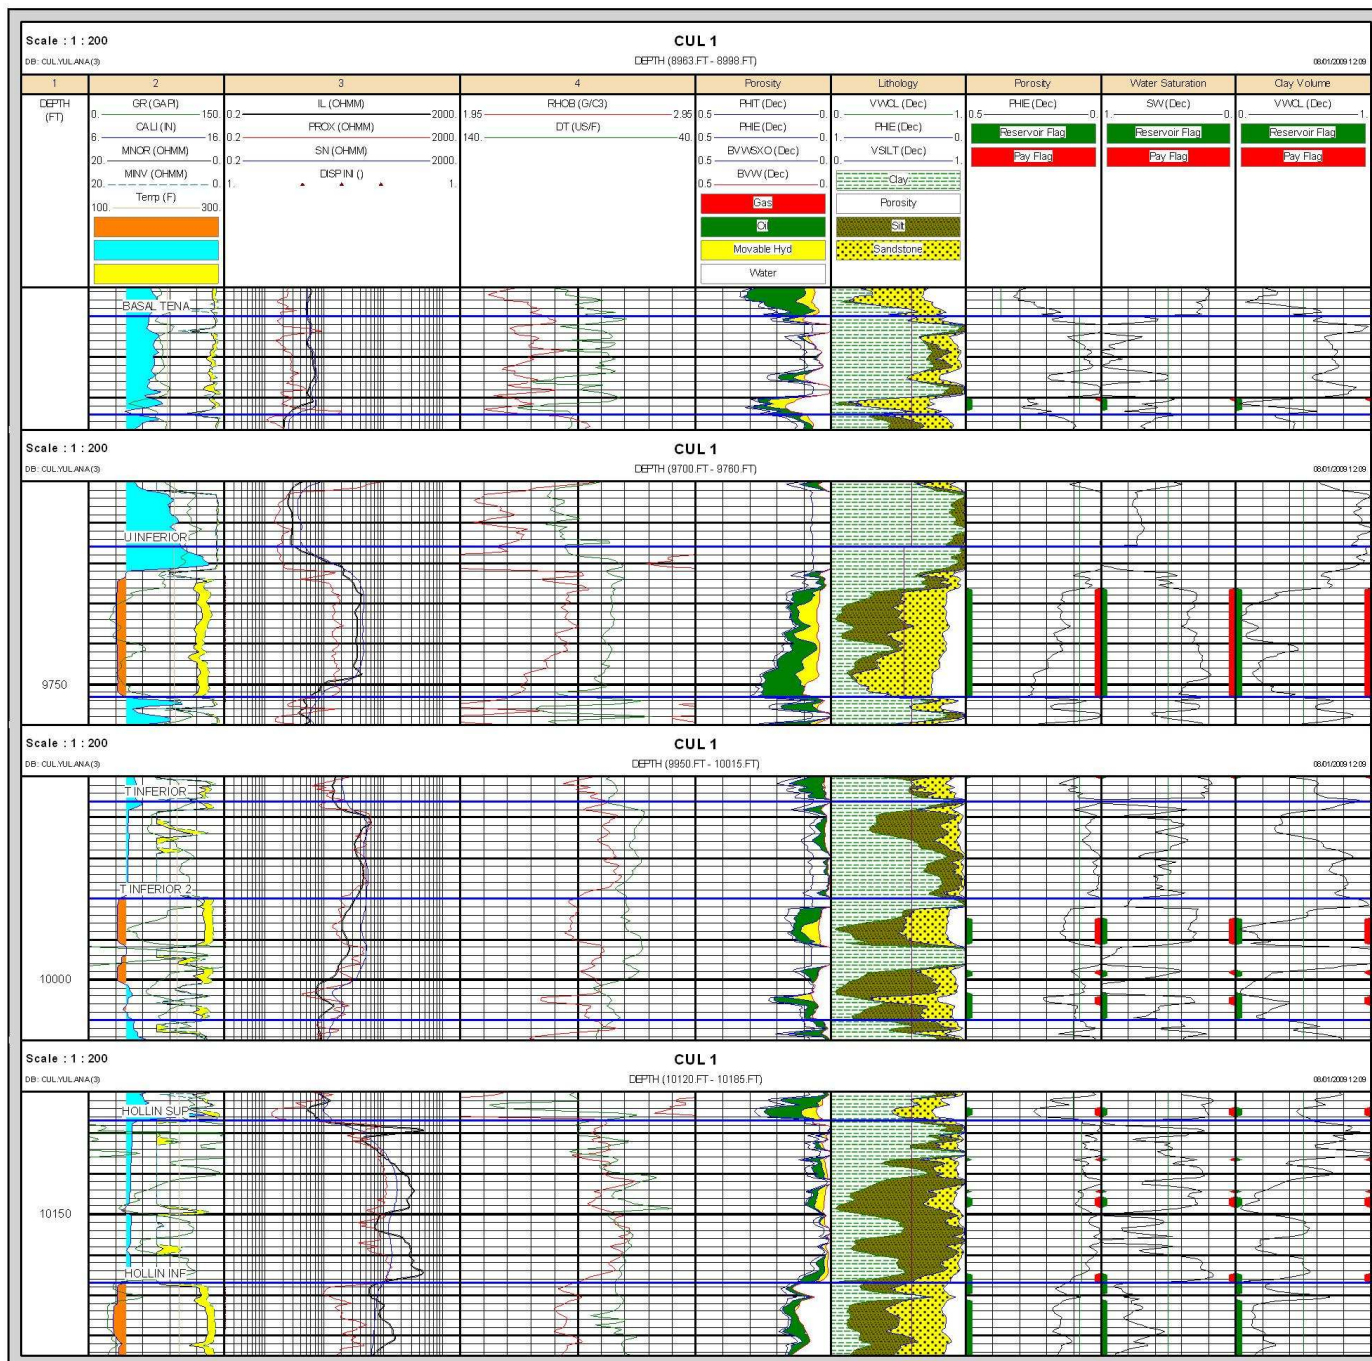 Scale : 1 : 200
CUL 1
DB: CUL.YUL.ANA(3)
DEPTH (8963.FT - 8998.FT)
08/01/2009 12:09
1 2 3 4 Porosity Lithology Porosity Water Saturation Clay Volume
DEPTH GR (GAPI) IL (OHMM) RHOB (G/C3) PHIT (Dec) VWCL (Dec) PHIE (Dec) SW (Dec) VWCL (Dec)
(FT) 0. 150. 0.2 2000. 1.95 2.95 0.5 0. 0. 1. 0.5 0. 1. 0. 0. 1.
CALI (IN) PROX (OHMM) DT (US/F) PHIE (Dec) PHIE (Dec) Reservoir Flag Reservoir Flag Reservoir Flag
6. 16. 0.2 2000. 140. 40. 0.5 0. 1. 0.
MNOR (OHMM) SN (OHMM) BVWSXO (Dec) VSILT (Dec) Pay Flag Pay Flag Pay Flag
20. 0. 0.2 2000. 0.5 0. 0. 1.
MINV (OHMM) DISPINI () BVW (Dec) Clay
20. 0. 1. 1. 0.5 0.
Temp (F) Gas Porosity
100. 300.
Oil Silt
Movable Hyd Sandstone
Water
BASAL TENA
Scale : 1 : 200
CUL 1
DB: CUL.YUL.ANA(3)
DEPTH (9700.FT - 9760.FT)
08/01/2009 12:09
U INFERIOR
9750
Scale : 1 : 200
CUL 1
DB: CUL.YUL.ANA(3)
DEPTH (9950.FT - 10015.FT)
08/01/2009 12:09
T INFERIOR
T INFERIOR 2
10000
Scale : 1 : 200
CUL 1
DB: CUL.YUL.ANA(3)
DEPTH (10120.FT - 10185.FT)
08/01/2009 12:09
HOLLIN SUP
10150
HOLLIN INF